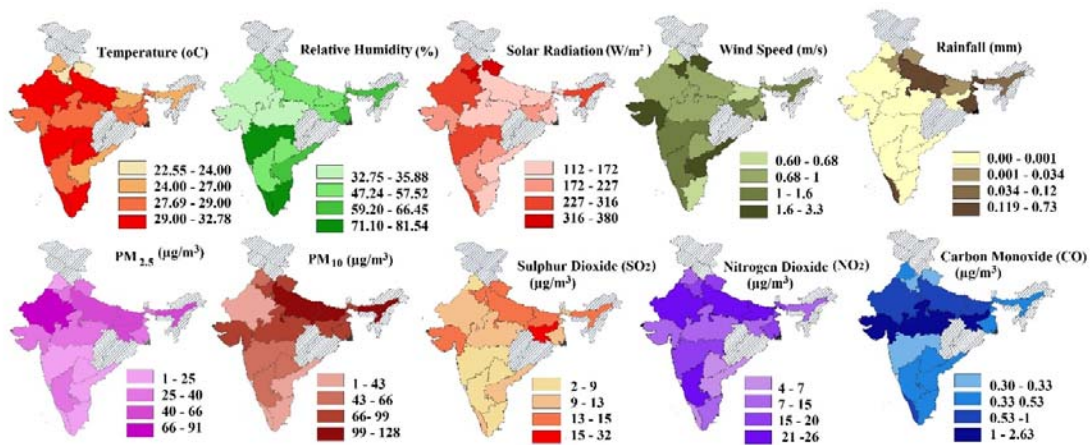 Temperature (oC)
22.55 - 24.00
24.00 - 27.00
27.69 - 29.00
29.00 - 32.78
Relative Humidity (%)
32.75 - 35.88
47.24 - 57.52
59.20 - 66.45
71.10 - 81.54
Solar Radiation (W/m²
112 - 172
172 - 227
227 - 316
316 - 380
Wind Speed (m/s)
0.60 - 0.68
0.68 - 1
1 - 1.6
1.6 - 3.3
Rainfall (mm)
0.00 - 0.001
0.001 - 0.034
0.034 - 0.12
0.119 - 0.73
PM2.5 (µg/m³)
1 - 25
25 - 40
40 - 66
66 - 91
PM10 (µg/m³)
1 - 43
43 - 66
66- 99
99 - 128
Sulphur Dioxide (SO2)
(µg/m³)
2 - 9
9 - 13
13 - 15
15 - 32
Nitrogen Dioxide (NO2)
(µg/m³)
4 - 7
7 - 15
15 - 20
21 -26
Carbon Monoxide (CO)
(µg/m³)
0.30 - 0.33
0.33 0.53
0.53 -1
1 - 2.63